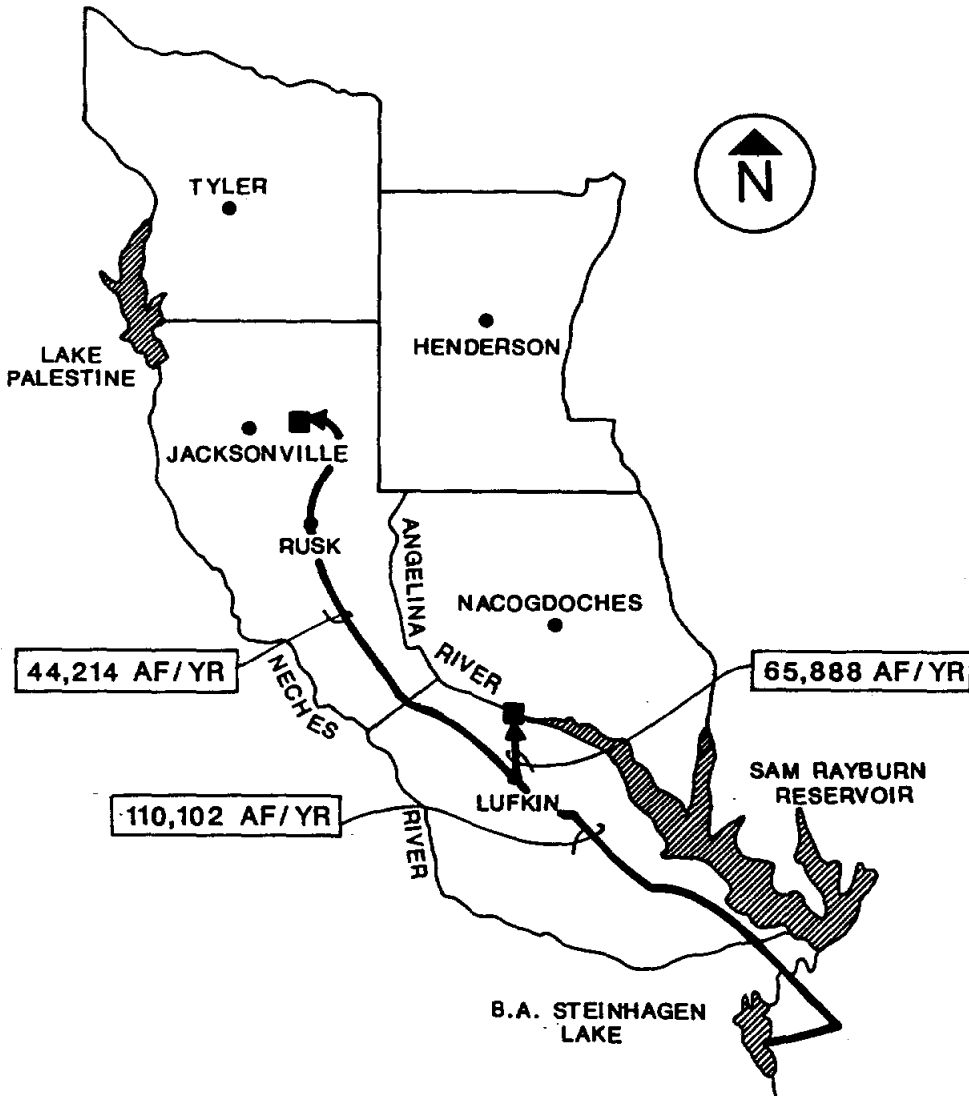 TYLER
N
LAKE
PALESTINE
HENDERSON
JACKSONVILLE
RUSK
ANGELINA
RIVER
NACOGDOCHES
44,214 AF/YR
NECHES
RIVER
65,888 AF/YR
SAM RAYBURN
RESERVOIR
LUFKIN
110,102 AF/YR
B.A. STEINHAGEN
LAKE